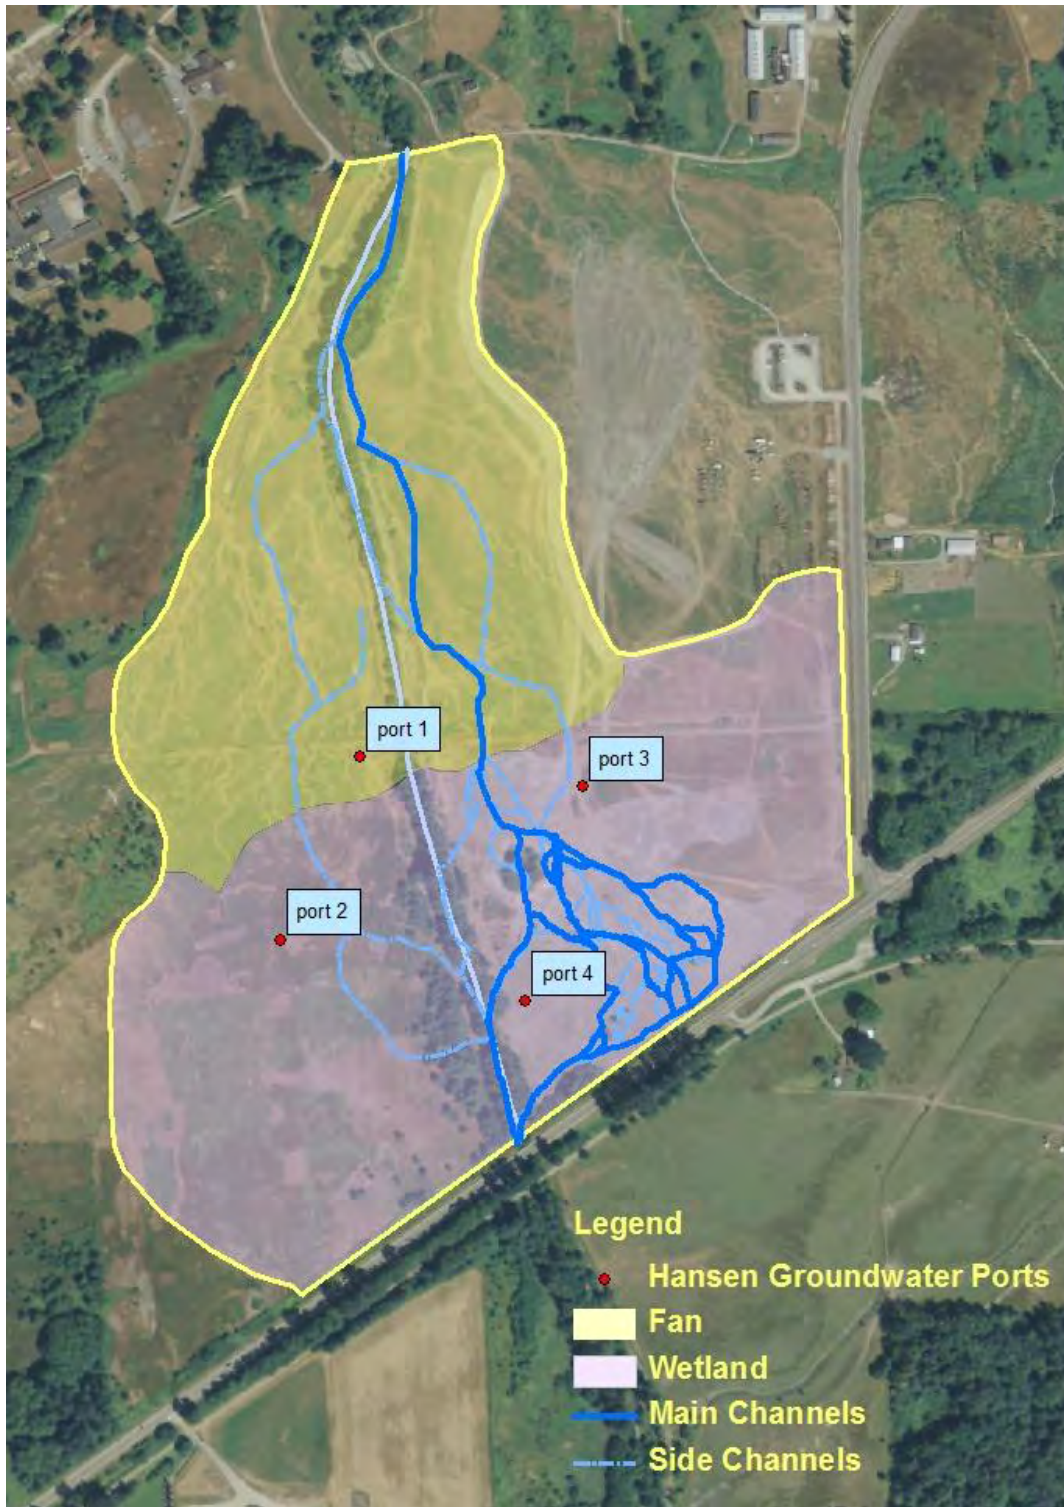 port 1
port 3
port 2
port 4
Legend
Hansen Groundwater Ports
Fan
Wetland
Main Channels
Side Channels